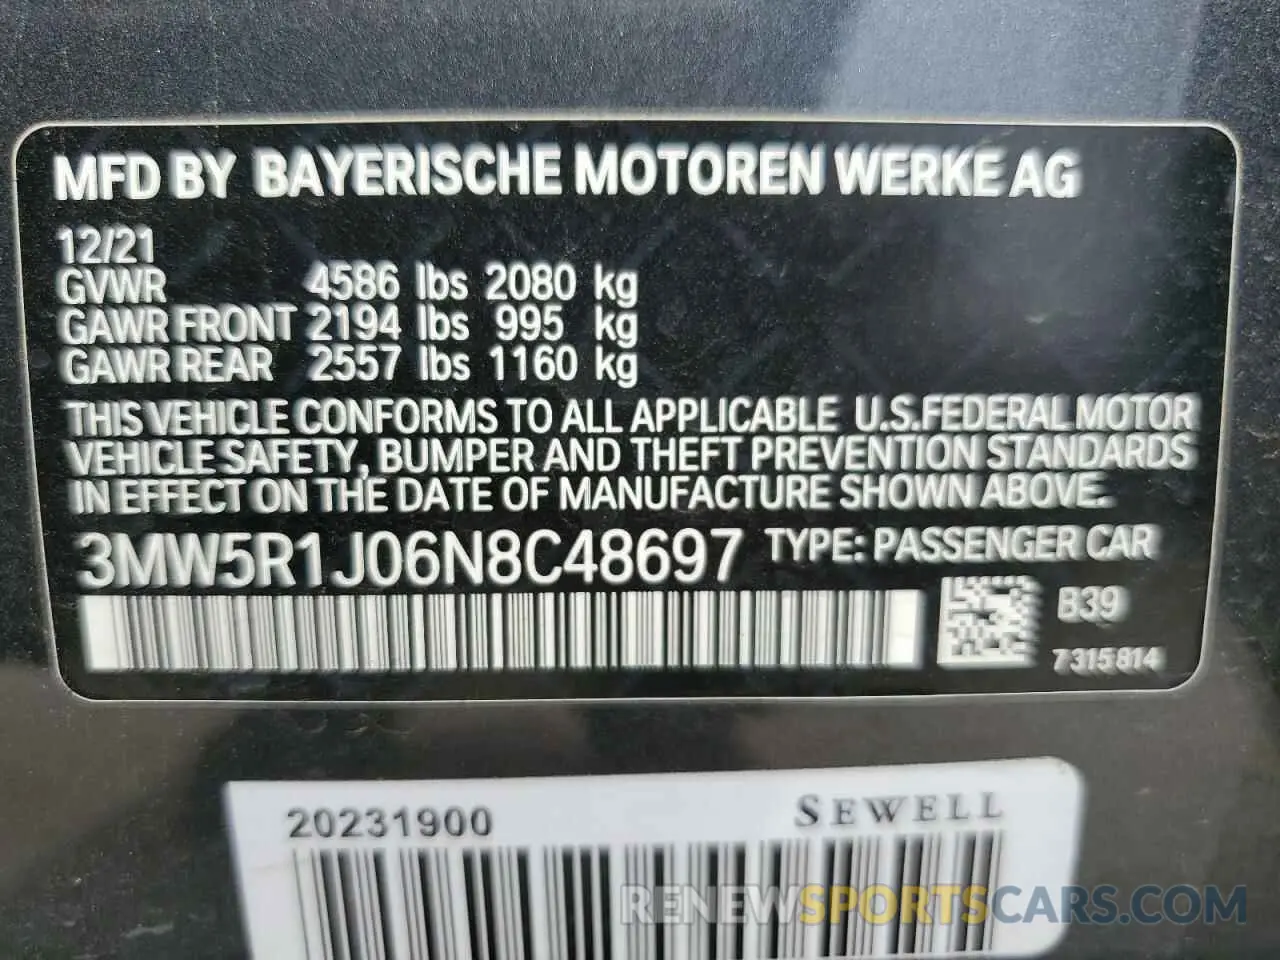 MFD BY BAYERISCHE MOTOREN WERKE AG
12/21
GVWR 4586 lbs 2080 kg
GAWR FRONT 2194 lbs 995 kg
GAWR REAR 2557 lbs 1160 kg
THIS VEHICLE CONFORMS TO ALL APPLICABLE U.S.FEDERAL MOTOR
VEHICLE SAFETY, BUMPER AND THEFT PREVENTION STANDARDS
IN EFFECT ON THE DATE OF MANUFACTURE SHOWN ABOVE.
3MW5R1J06N8C48697 TYPE: PASSENGER CAR
B39
7315814
20231900 SEWELL
RENEWSPORTSCARS.COM